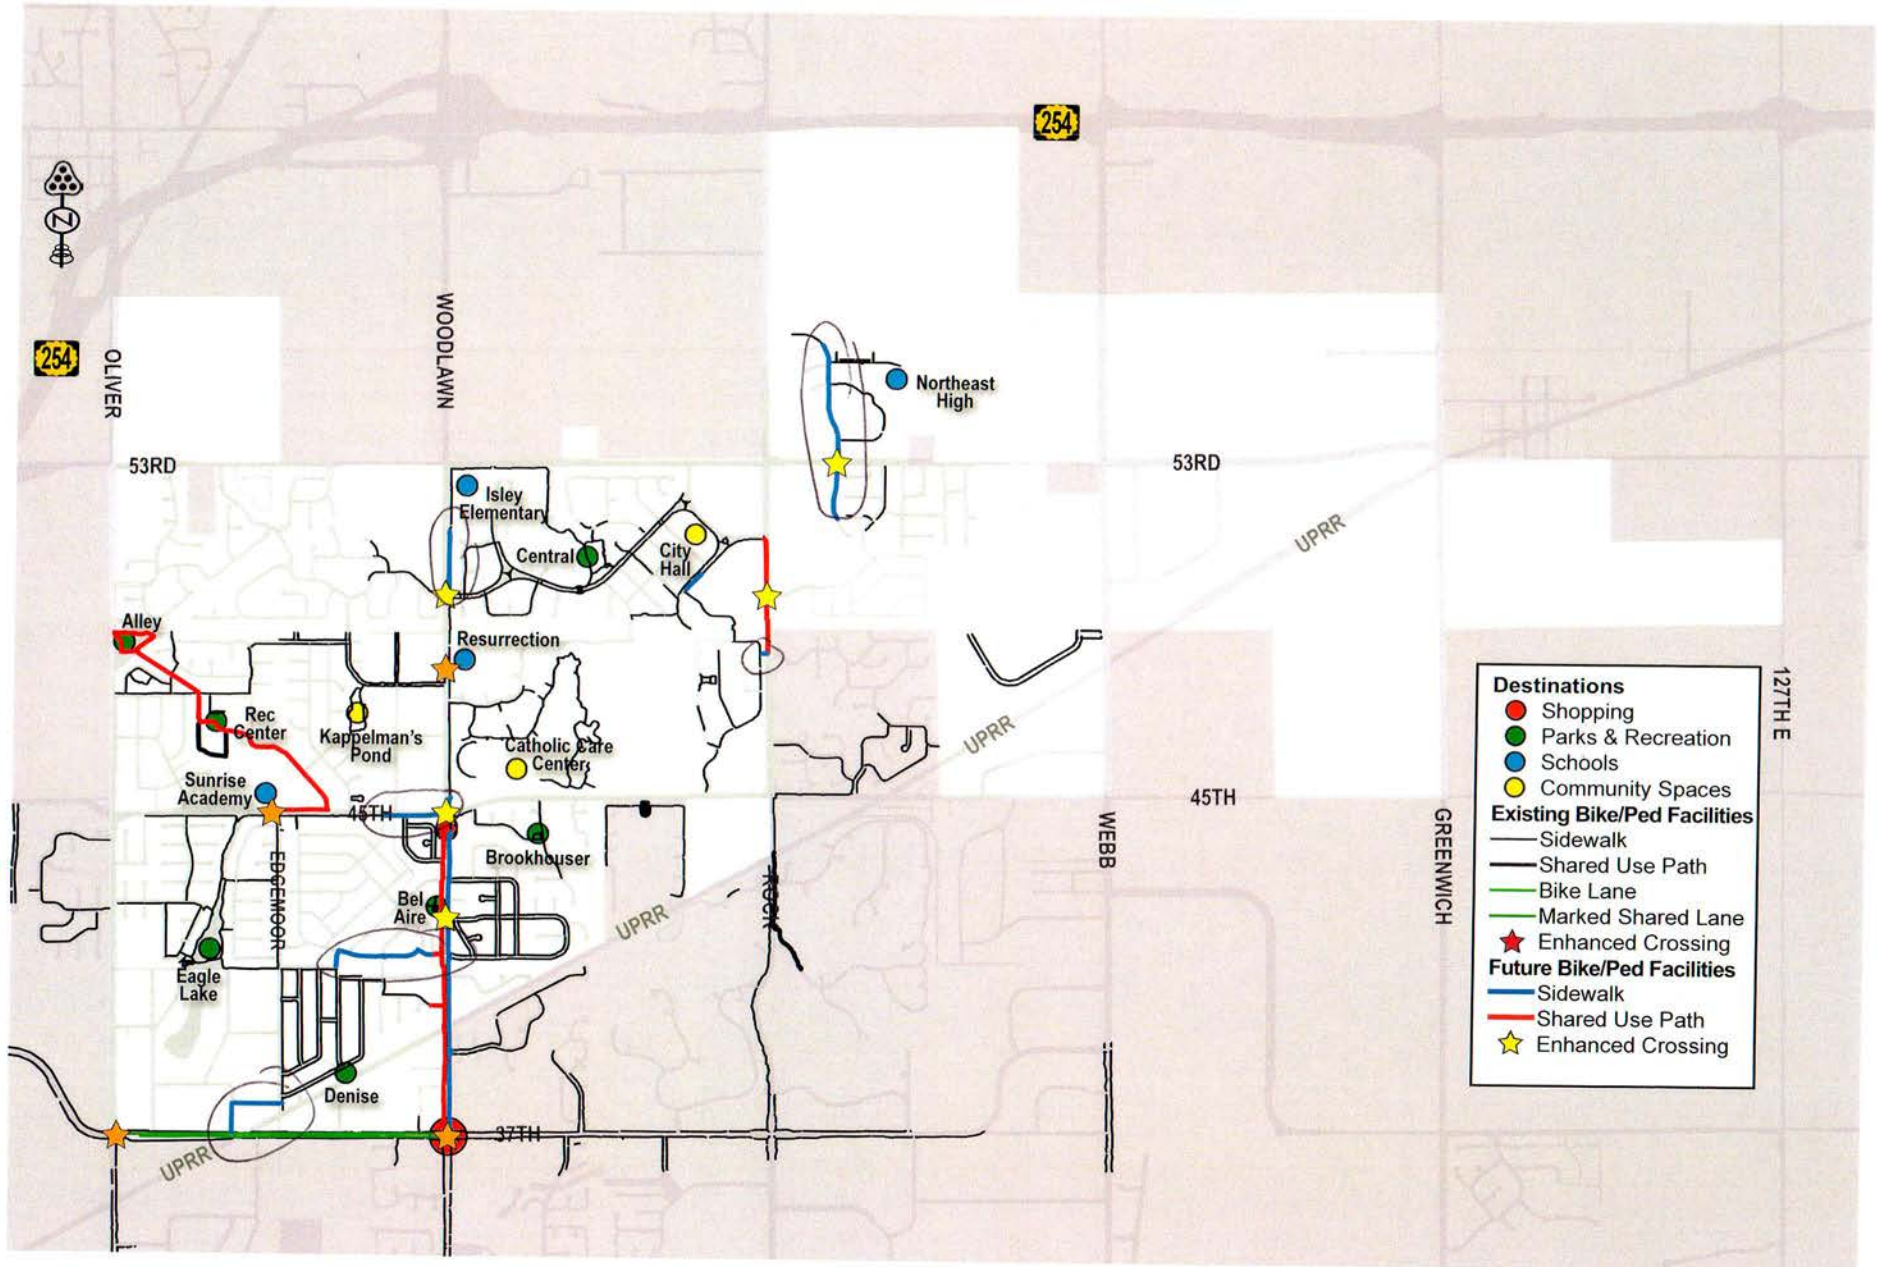 254
254
Z
OLIVER
WOODLAWN
Northeast
High
53RD
53RD
Isley
Elementary
Central
City
Hall
UPRR
Alley
Resurrection
Rec
Center
Kappelman's
Pond
Catholic Care
Center
UPRR
Sunrise
Academy
45TH
45TH
127TH E
EDGEMOOR
Brookhouser
Bel
Aire
UPRR
ROCK
WEBB
GREENWICH
Eagle
Lake
Denise
37TH
UPRR
Destinations
Shopping
Parks & Recreation
Schools
Community Spaces
Existing Bike/Ped Facilities
Sidewalk
Shared Use Path
Bike Lane
Marked Shared Lane
Enhanced Crossing
Future Bike/Ped Facilities
Sidewalk
Shared Use Path
Enhanced Crossing